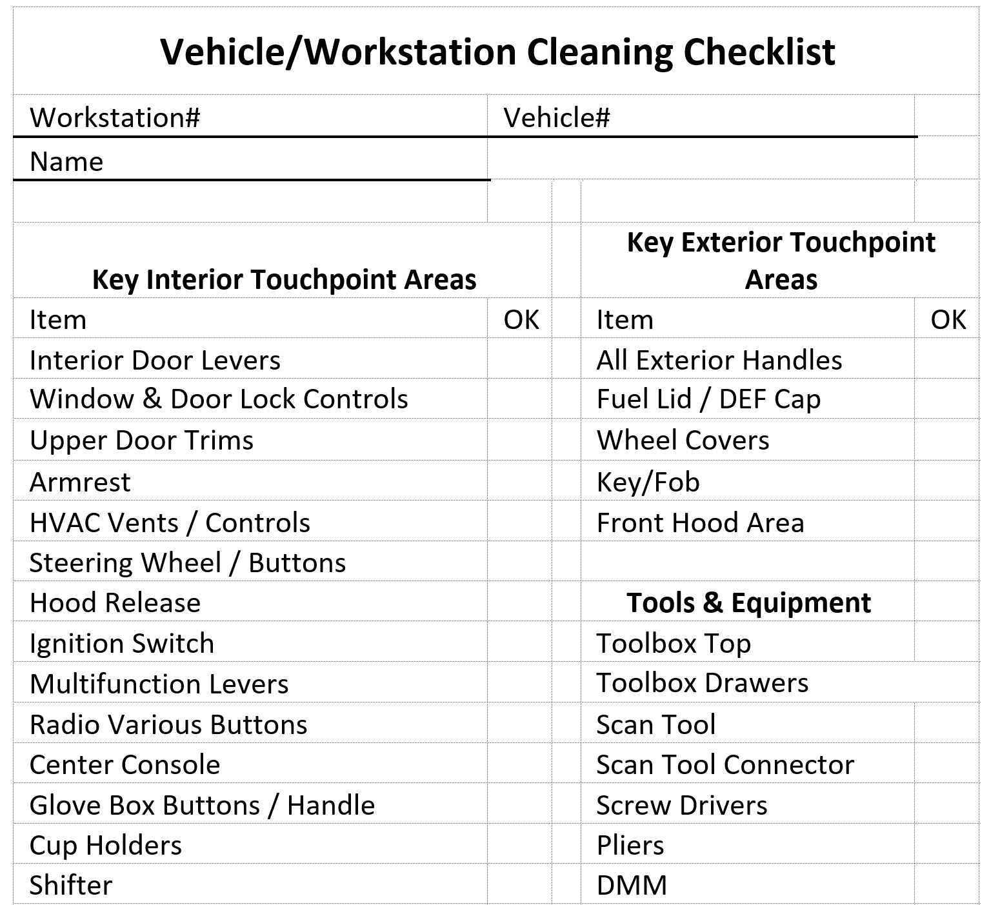 Vehicle/Workstation Cleaning Checklist
Workstation# Vehicle#
Name
Key Interior Touchpoint Areas
Key Exterior Touchpoint
Areas
Item OK Item OK
Interior Door Levers All Exterior Handles
Window & Door Lock Controls Fuel Lid / DEF Cap
Upper Door Trims Wheel Covers
Armrest Key/Fob
HVAC Vents / Controls Front Hood Area
Steering Wheel / Buttons
Hood Release Tools & Equipment
Ignition Switch Toolbox Top
Multifunction Levers Toolbox Drawers
Radio Various Buttons Scan Tool
Center Console Scan Tool Connector
Glove Box Buttons / Handle Screw Drivers
Cup Holders Pliers
Shifter DMM